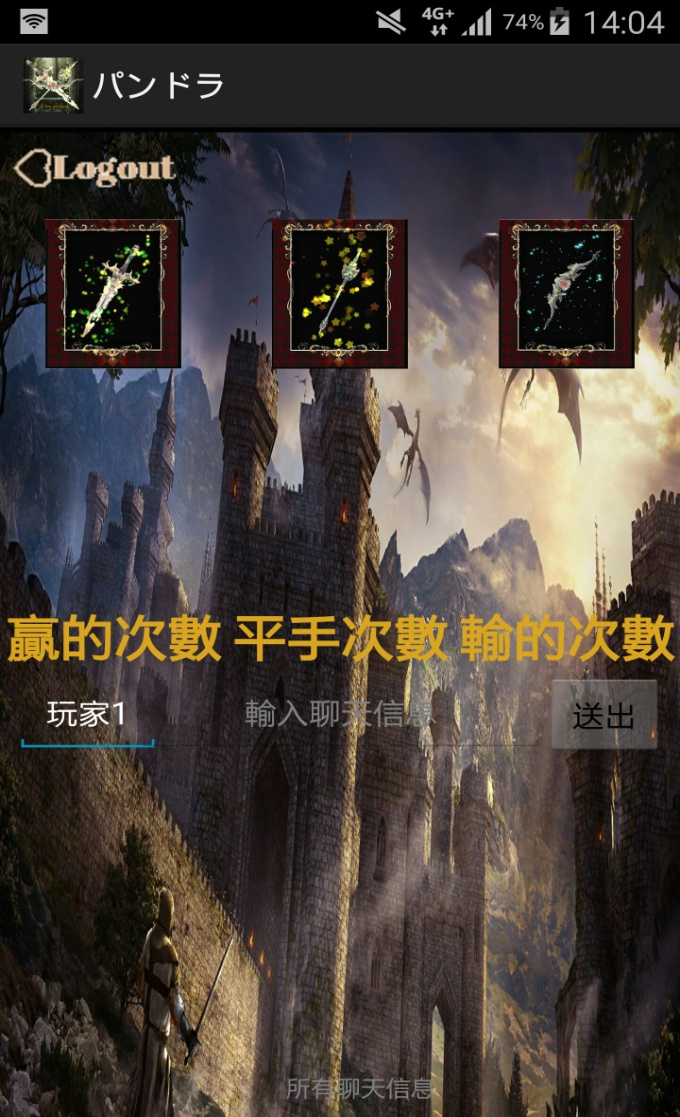 4G+ 74% 14:04
パンドラ
Logout
贏的次數 平手次數 輸的次數
玩家1 輸入聊天信息 送出
所有聊天信息